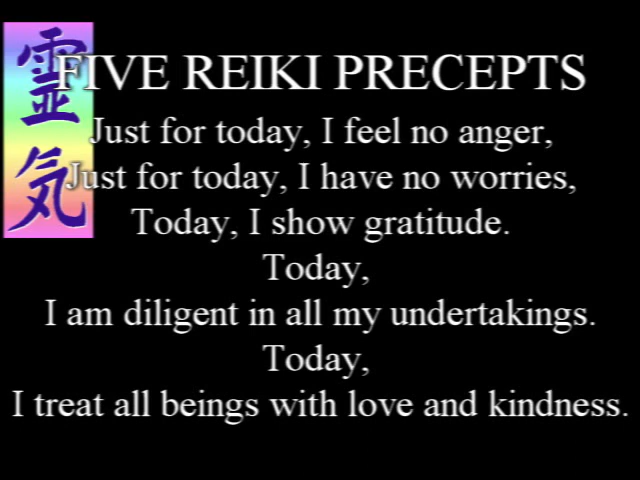 霊気
FIVE REIKI PRECEPTS
Just for today, I feel no anger,
Just for today, I have no worries,
Today, I show gratitude.
Today,
I am diligent in all my undertakings.
Today,
I treat all beings with love and kindness.